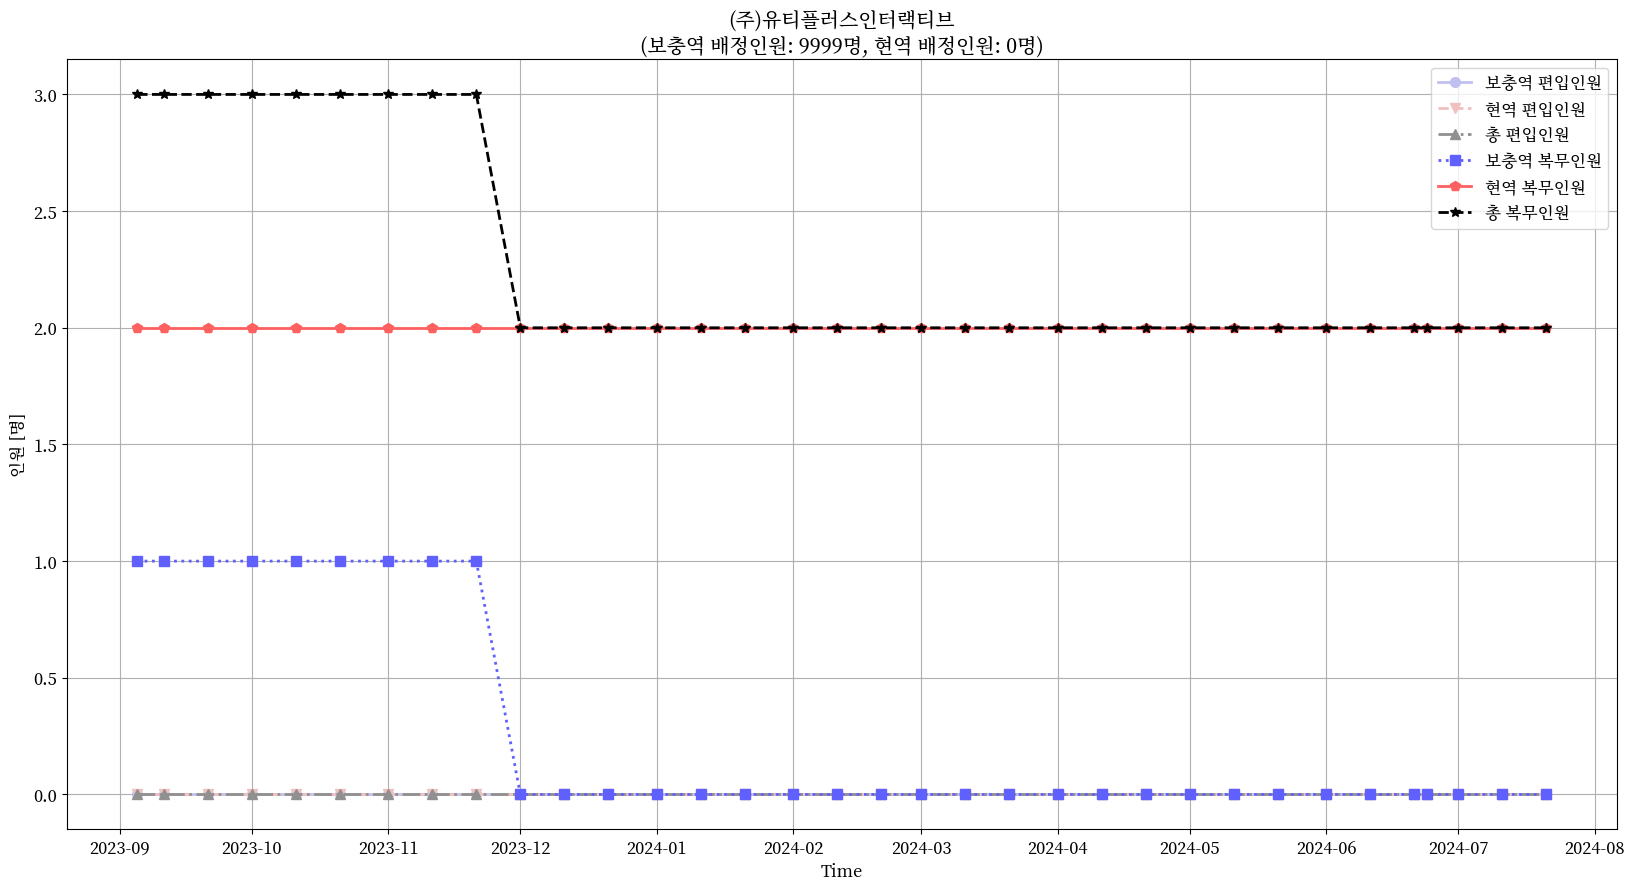 (주)유티플러스인터랙티브
(보충역 배정인원: 9999명, 현역 배정인원: 0명)
보충역 편입인원
현역 편입인원
총 편입인원
보충역 복무인원
현역 복무인원
총 복무인원
인원 [명]
3.0
2.5
2.0
1.5
1.0
0.5
0.0
2023-09 2023-10 2023-11 2023-12 2024-01 2024-02 2024-03 2024-04 2024-05 2024-06 2024-07 2024-08
Time